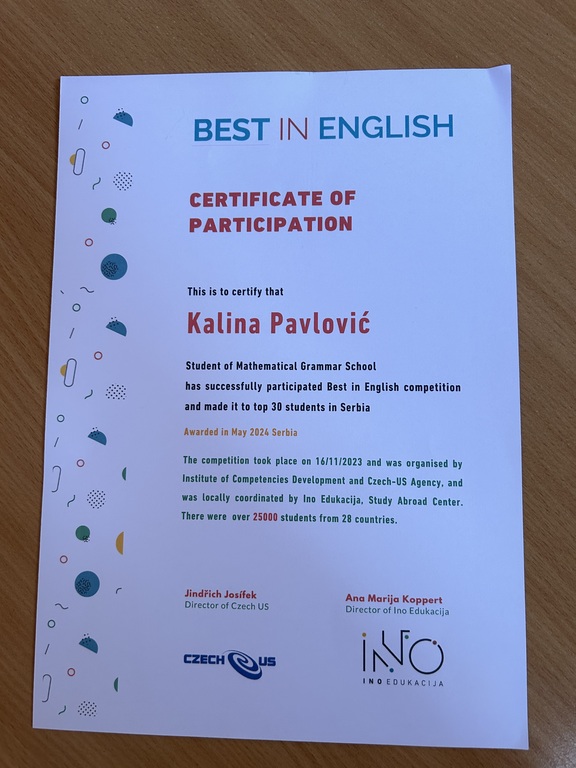 BEST IN ENGLISH
CERTIFICATE OF
PARTICIPATION
This is to certify that
Kalina Pavlović
Student of Mathematical Grammar School
has successfully participated Best in English competition
and made it to top 30 students in Serbia
Awarded in May 2024 Serbia
The competition took place on 16/11/2023 and was organised by
Institute of Competencies Development and Czech-US Agency, and
was locally coordinated by Ino Edukacija, Study Abroad Center.
There were over 25000 students from 28 countries.
Jindřich Josífek
Director of Czech US
Ana Marija Koppert
Director of Ino Edukacija
CZECH US
INO
INO EDUKACIJA